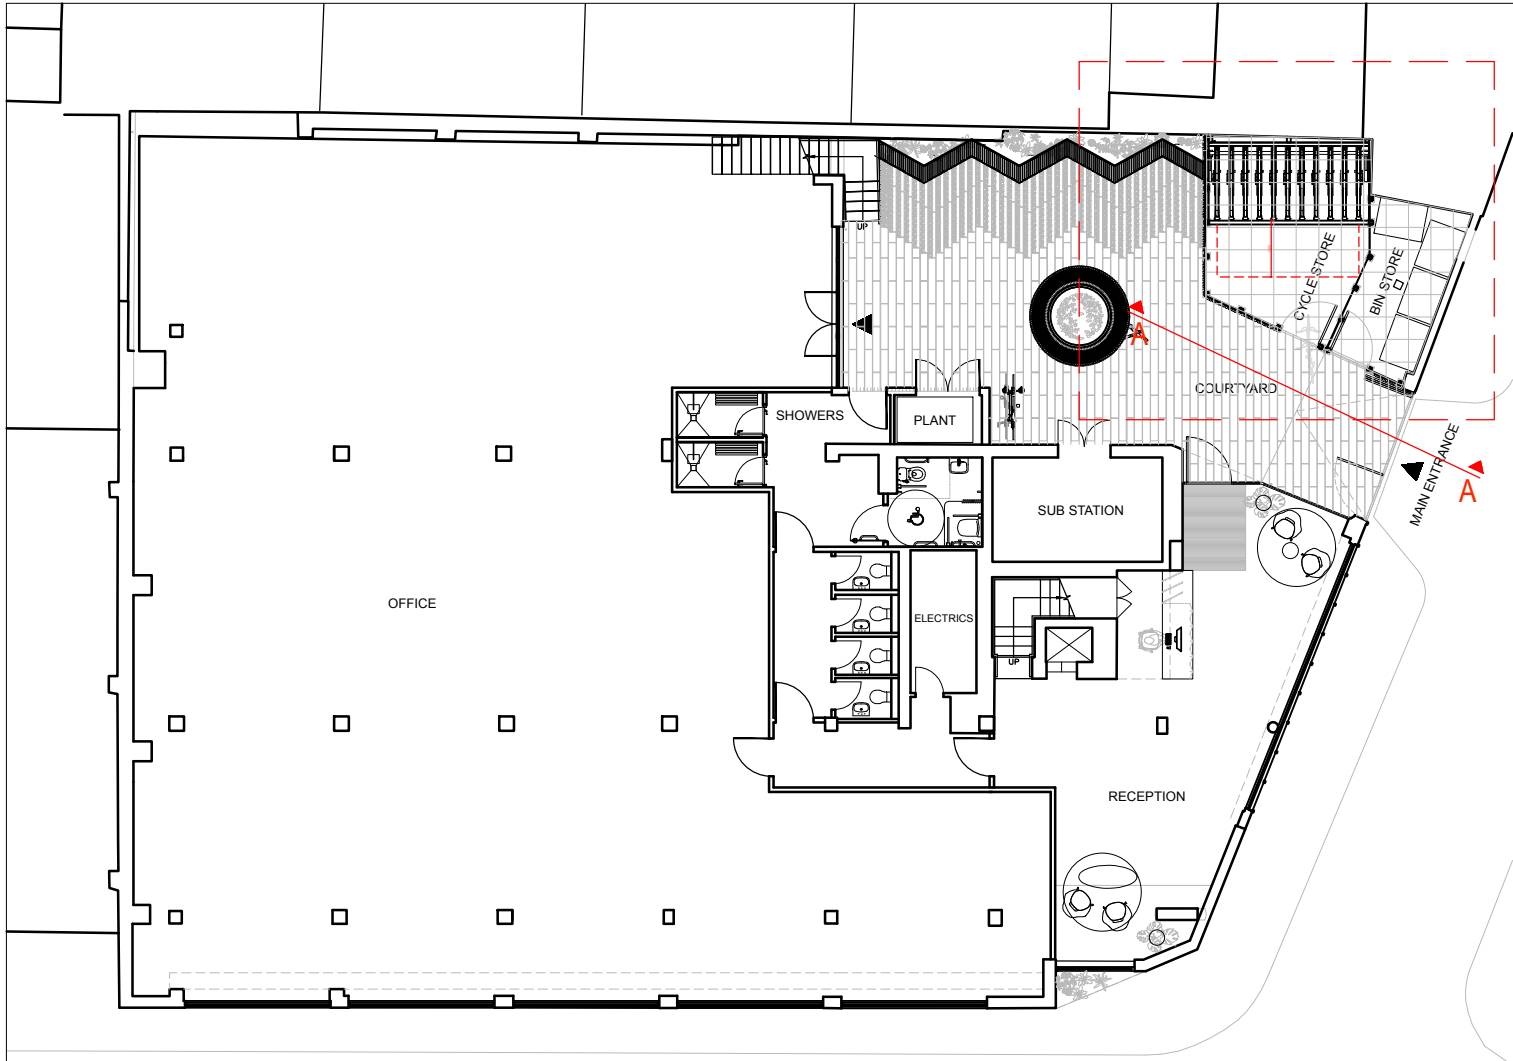 UP
CYCLE STORE
BIN STORE
A
COURTYARD
SHOWERS
PLANT
MAIN ENTRANCE
A
SUB STATION
OFFICE
ELECTRICS
UP
RECEPTION